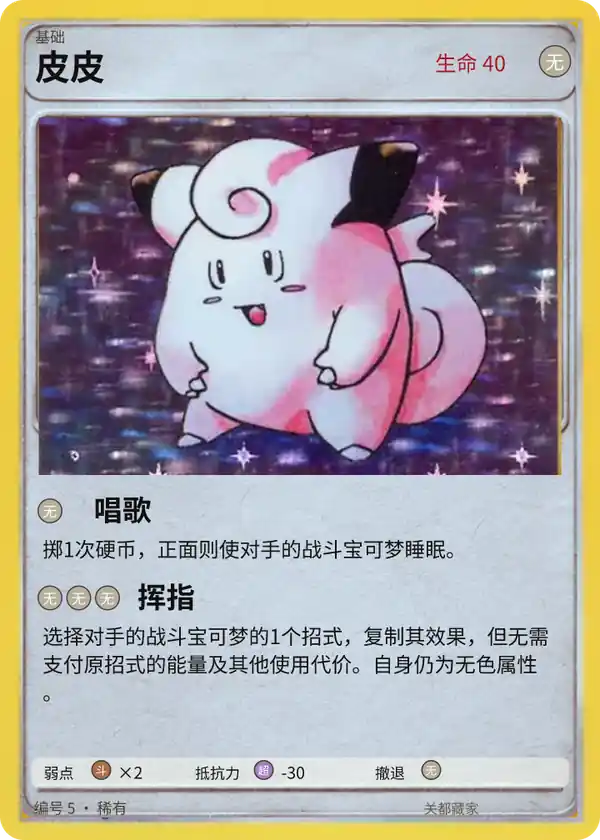 基础
皮皮
生命 40
无
无 唱歌
掷1次硬币，正面则使对手的战斗宝可梦睡眠。
无 无 无 挥指
选择对手的战斗宝可梦的1个招式，复制其效果，但无需
支付原招式的能量及其他使用代价。自身仍为无色属性
。
弱点 斗 ×2 抵抗力 超 -30 撤退 无
编号 5 · 稀有 关都藏家